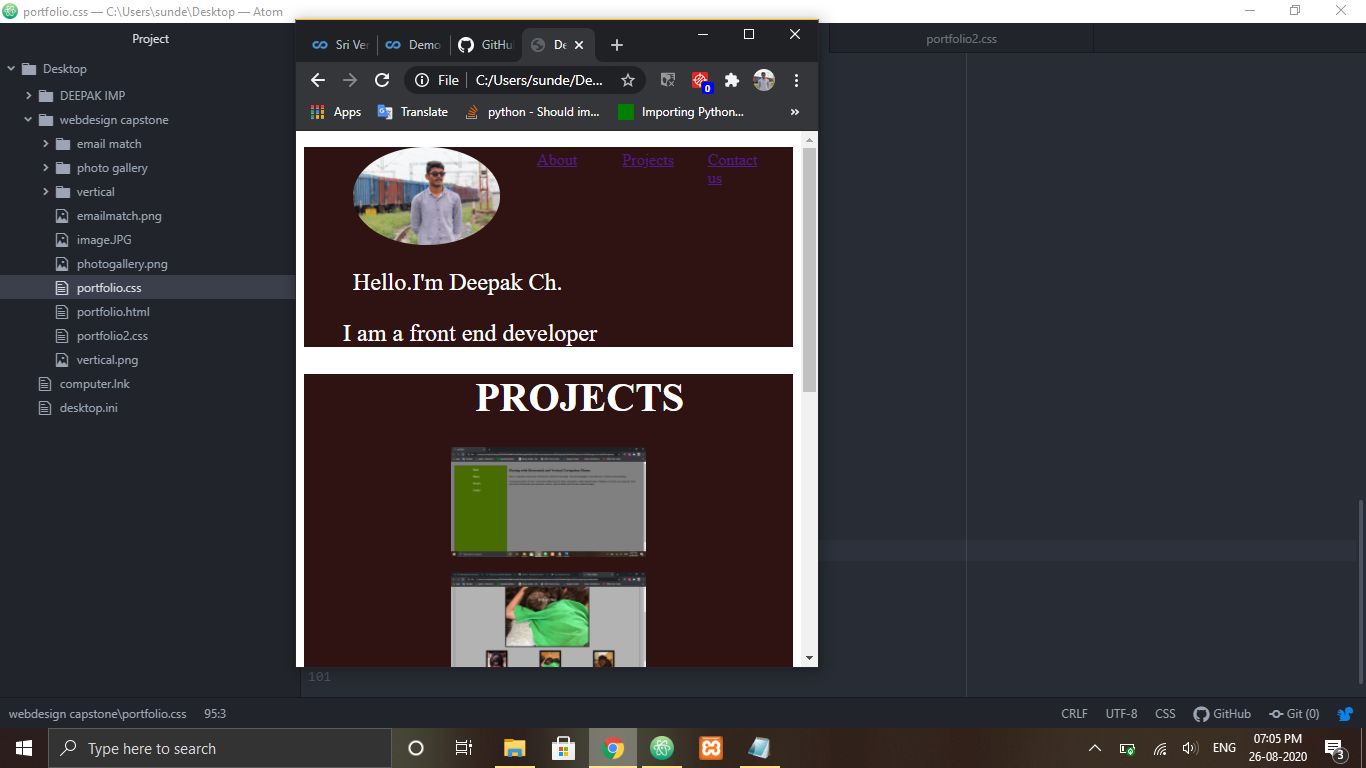 portfolio.css — C:\Users\sunde\Desktop — Atom
Project
portfolio2.css
Desktop
DEEPAK IMP
webdesign capstone
email match
photo gallery
vertical
emailmatch.png
image.JPG
photogallery.png
portfolio.css
portfolio.html
portfolio2.css
vertical.png
computer.lnk
desktop.ini
Sri Ve
Demo
GitHu
De
File
C:/Users/sunde/De...
0
Apps
Translate
python - Should im...
Importing Python...
»
About
Projects
Contact
us
Hello.I'm Deepak Ch.
I am a front end developer
PROJECTS
101
webdesign capstone\portfolio.css 95:3
CRLF UTF-8 CSS GitHub Git (0)
Type here to search
ENG
07:05 PM
26-08-2020
3